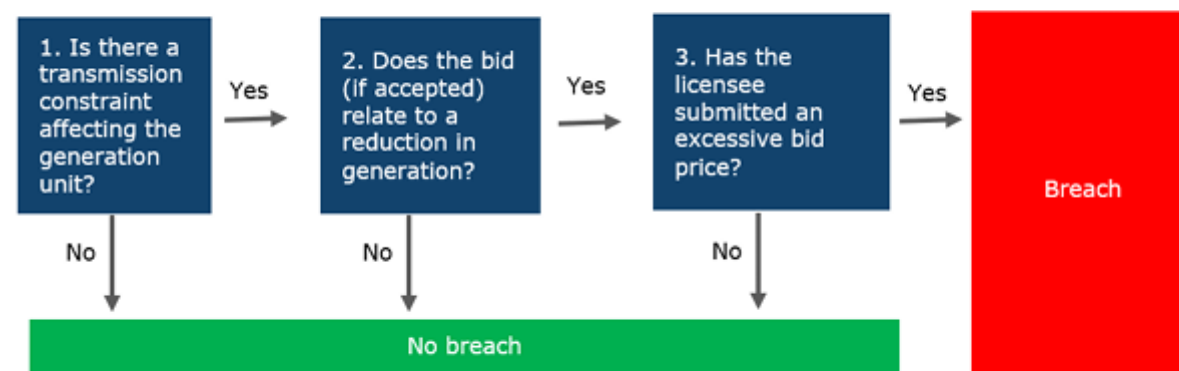 1. Is there a
transmission
constraint
affecting the
generation
unit?
Yes
2. Does the bid
(if accepted)
relate to a
reduction in
generation?
Yes
3. Has the
licensee
submitted an
excessive bid
price?
Yes
Breach
No
No
No
No breach